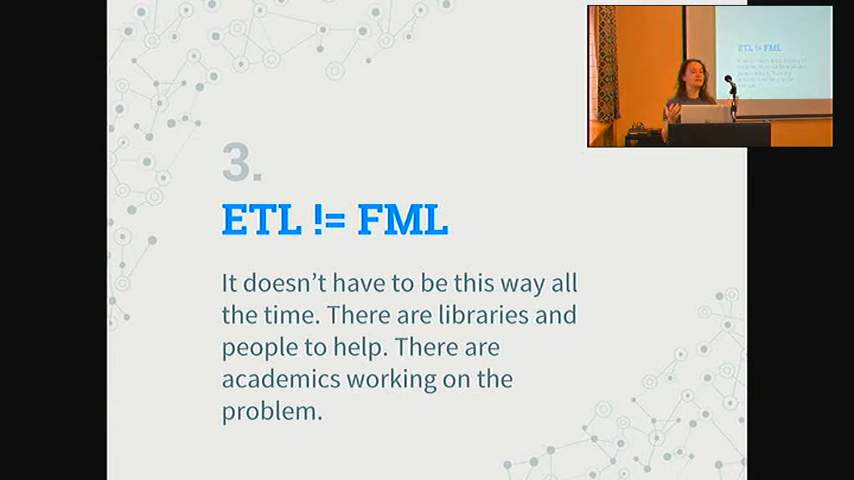 3.
ETL != FML
It doesn't have to be this way all
the time. There are libraries and
people to help. There are
academics working on the
problem.
ETL != FML